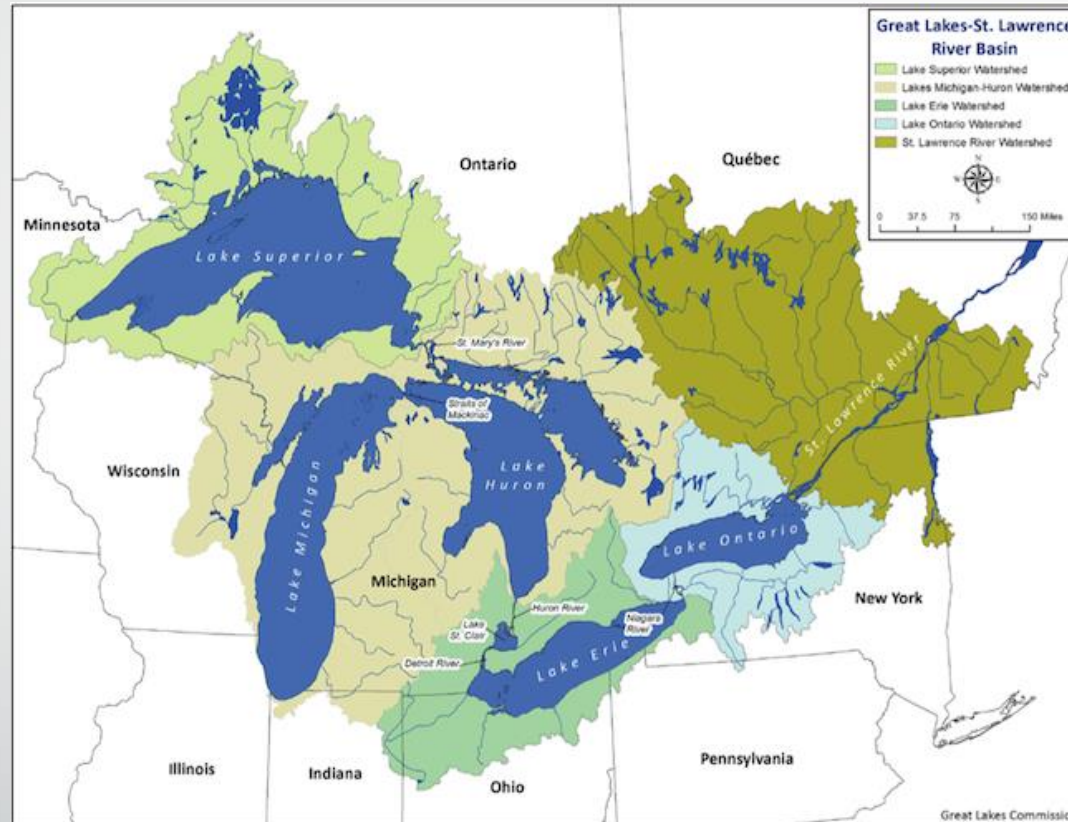 Great Lakes-St. Lawrence
River Basin
Lake Superior Watershed
Lakes Michigan-Huron Watershed
Lake Erie Watershed
Lake Ontario Watershed
St. Lawrence River Watershed
N
W E
S
0 37.5 75 150 Miles
Ontario
Québec
Minnesota
Lake Superior
St. Mary's River
Straits of
Mackinac
St. Lawrence River
Wisconsin
Lake
Huron
Lake Michigan
Lake Ontario
Michigan
New York
Huron River
Lake
St. Clair
Niagara
River
Detroit River
Lake Erie
Pennsylvania
Illinois
Indiana
Ohio
Great Lakes Commissio